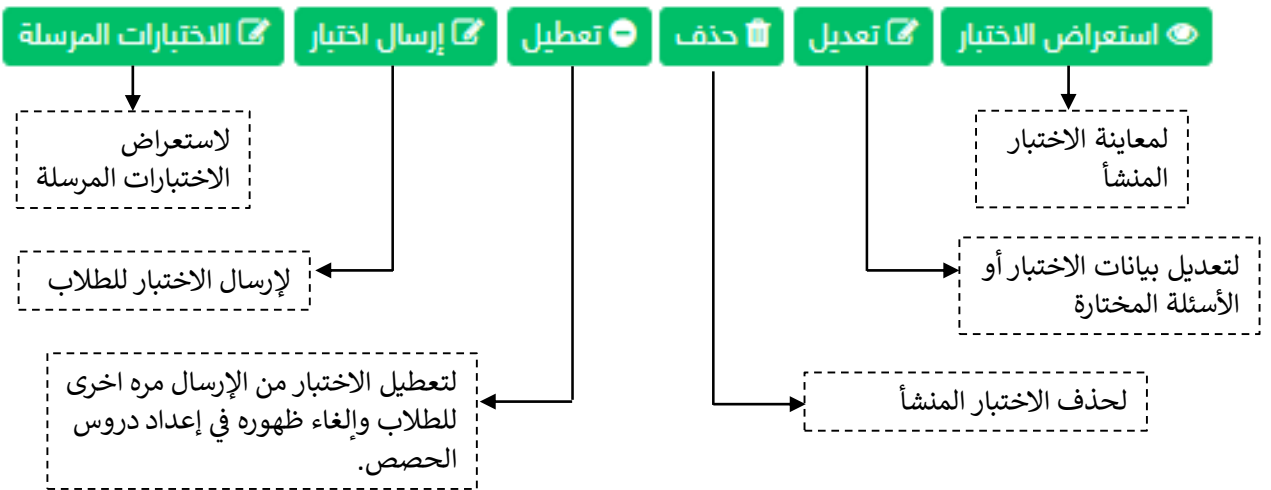 استعراض الاختبار
تعديل
حذف
تعطيل
إرسال اختبار
الاختبارات المرسلة
لمعاينة الاختبار
المنشأ
لاستعراض
الاختبارات المرسلة
لتعديل بيانات الاختبار أو
الأسئلة المختارة
لإرسال الاختبار للطلاب
لحذف الاختبار المنشأ
لتعطيل الاختبار من الإرسال مره اخرى
للطلاب وإلغاء ظهوره في إعداد دروس
الحصص.